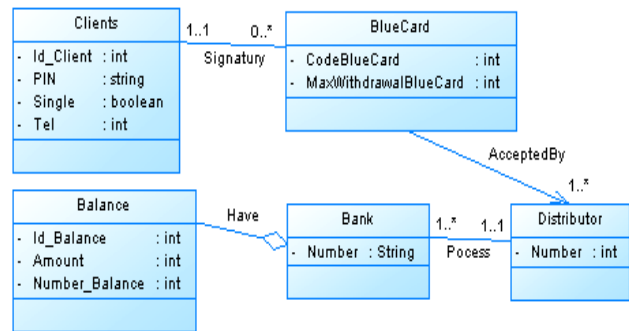 Clients
- Id_Client : int
- PIN : string
- Single : boolean
- Tel : int
1..1
0..*
Signatury
BlueCard
- CodeBlueCard : int
- MaxWithdrawalBlueCard : int
AcceptedBy
1..*
Balance
- Id_Balance : int
- Amount : int
- Number_Balance : int
Have
Bank
- Number : String
1..*
1..1
Pocess
Distributor
- Number : int